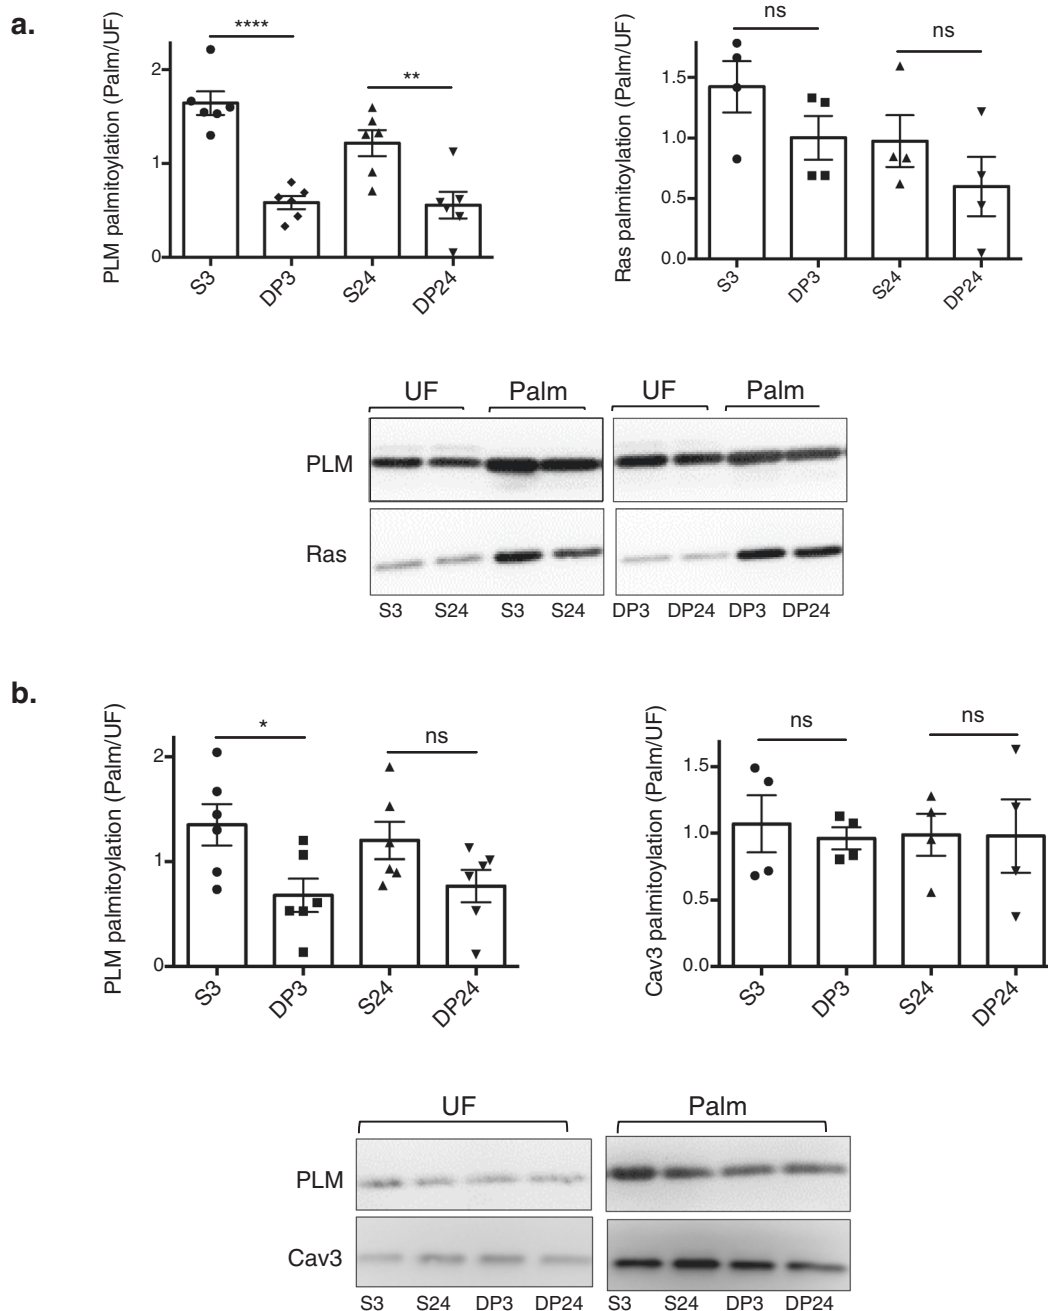 a.
PLM palmitoylation (Palm/UF)
****
**
2
1
0
S3
DP3
S24
DP24
Ras palmitoylation (Palm/UF)
ns
ns
1.5
1.0
0.5
0.0
S3
DP3
S24
DP24
UF Palm UF Palm
PLM
Ras
S3 S24 S3 S24 DP3 DP24 DP3 DP24
b.
PLM palmitoylation (Palm/UF)
*
ns
2
1
0
S3
DP3
S24
DP24
Cav3 palmitoylation (Palm/UF)
ns
ns
1.5
1.0
0.5
0.0
S3
DP3
S24
DP24
UF Palm
PLM
Cav3
S3 S24 DP3 DP24 S3 S24 DP3 DP24